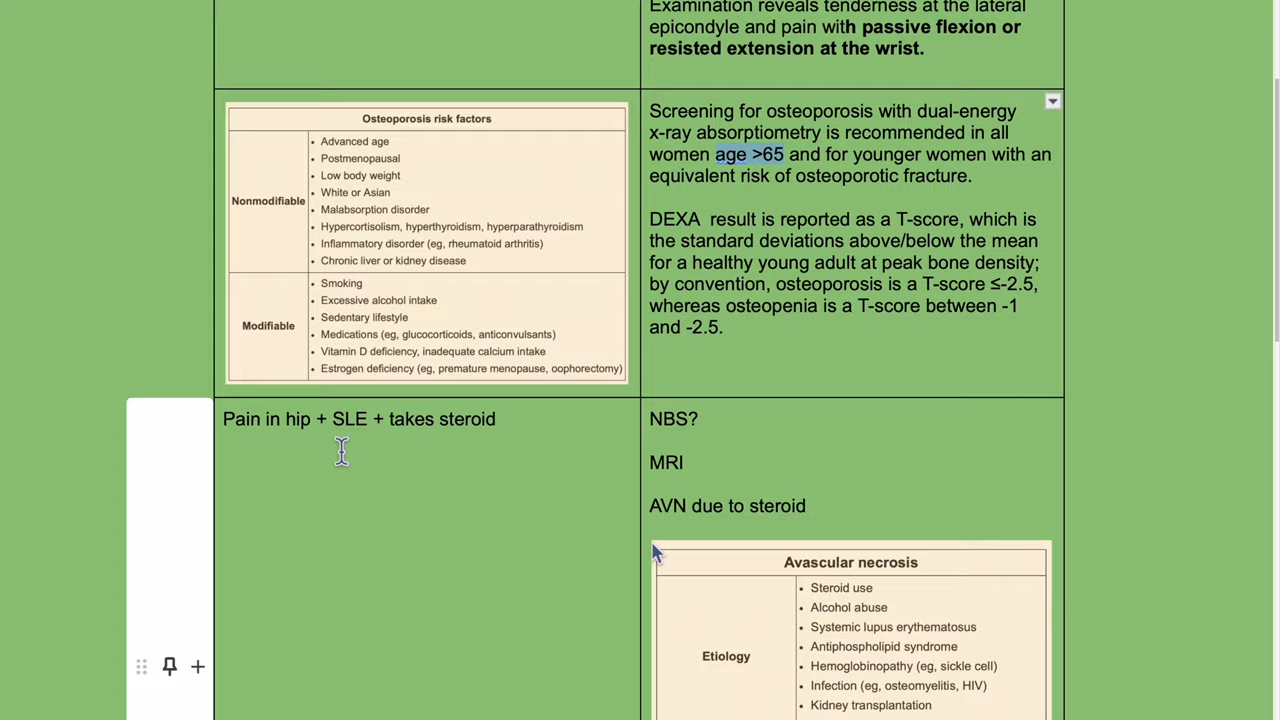 Examination reveals tenderness at the lateral
epicondyle and pain with passive flexion or
resisted extension at the wrist.
Osteoporosis risk factors
Nonmodifiable
• Advanced age
• Postmenopausal
• Low body weight
• White or Asian
• Malabsorption disorder
• Hypercortisolism, hyperthyroidism, hyperparathyroidism
• Inflammatory disorder (eg, rheumatoid arthritis)
• Chronic liver or kidney disease
Modifiable
• Smoking
• Excessive alcohol intake
• Sedentary lifestyle
• Medications (eg, glucocorticoids, anticonvulsants)
• Vitamin D deficiency, inadequate calcium intake
• Estrogen deficiency (eg, premature menopause, oophorectomy)
Screening for osteoporosis with dual-energy
x-ray absorptiometry is recommended in all
women age >65 and for younger women with an
equivalent risk of osteoporotic fracture.
DEXA  result is reported as a T-score, which is
the standard deviations above/below the mean
for a healthy young adult at peak bone density;
by convention, osteoporosis is a T-score ≤-2.5,
whereas osteopenia is a T-score between -1
and -2.5.
Pain in hip + SLE + takes steroid
NBS?
MRI
AVN due to steroid
Avascular necrosis
Etiology
• Steroid use
• Alcohol abuse
• Systemic lupus erythematosus
• Antiphospholipid syndrome
• Hemoglobinopathy (eg, sickle cell)
• Infection (eg, osteomyelitis, HIV)
• Kidney transplantation